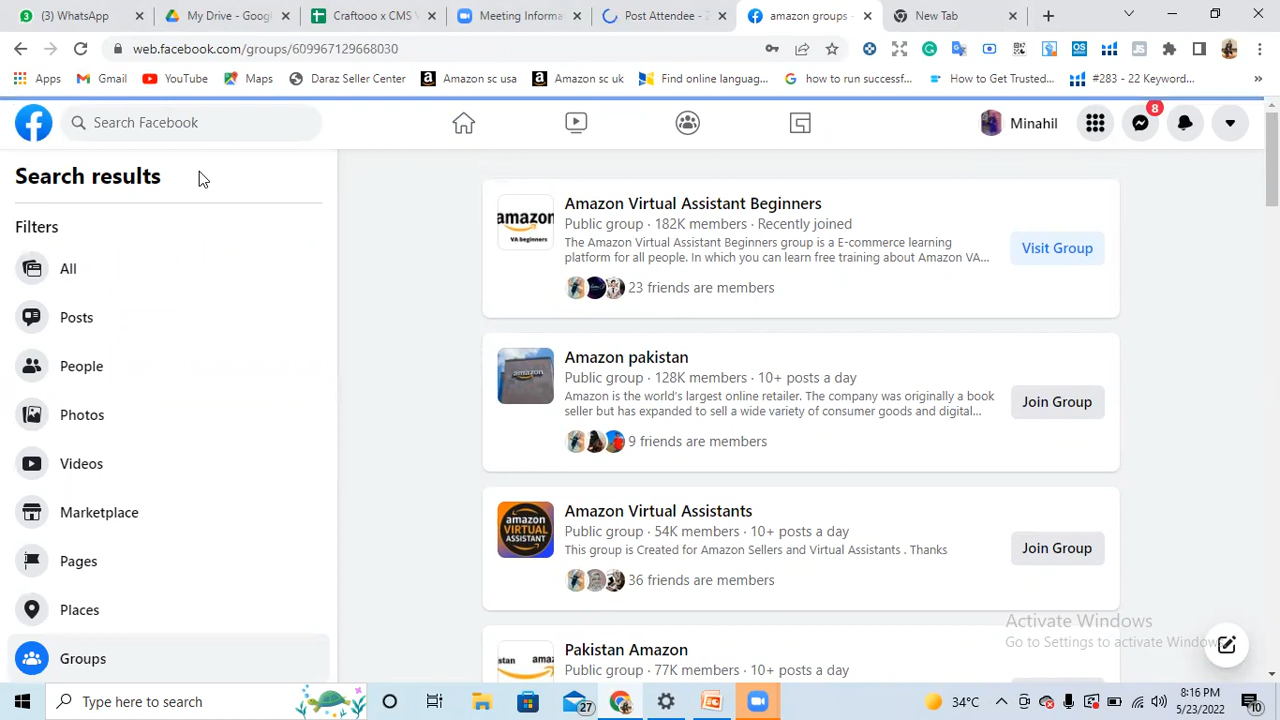 (3) WhatsApp
My Drive - Googl
Craftooo x CMS
Meeting Informa
Post Attendee - Z
amazon groups -
New Tab
web.facebook.com/groups/609967129668030
Apps
Gmail
YouTube
Maps
Daraz Seller Center
Amazon sc usa
Amazon sc uk
Find online languag...
how to run successf...
How to Get Trusted...
#283 - 22 Keyword...
»
Search Facebook
Minahil
8
Search results
Filters
All
Posts
People
Photos
Videos
Marketplace
Pages
Places
Groups
amazon
VA beginners
Amazon Virtual Assistant Beginners
Public group · 182K members · Recently joined
The Amazon Virtual Assistant Beginners group is a E-commerce learning
platform for all people. In which you can learn free training about Amazon VA...
23 friends are members
Visit Group
amazon
Amazon pakistan
Public group · 128K members · 10+ posts a day
Amazon is the world's largest online retailer. The company was originally a book
seller but has expanded to sell a wide variety of consumer goods and digital...
9 friends are members
Join Group
amazon
VIRTUAL
ASSISTANT
Amazon Virtual Assistants
Public group · 54K members · 10+ posts a day
This group is Created for Amazon Sellers and Virtual Assistants . Thanks
36 friends are members
Join Group
Pakistan Amazon
Public group · 77K members · 10+ posts a day
Activate Windows
Go to Settings to activate Windows.
Type here to search
27
34°C
8:16 PM
5/23/2022
10